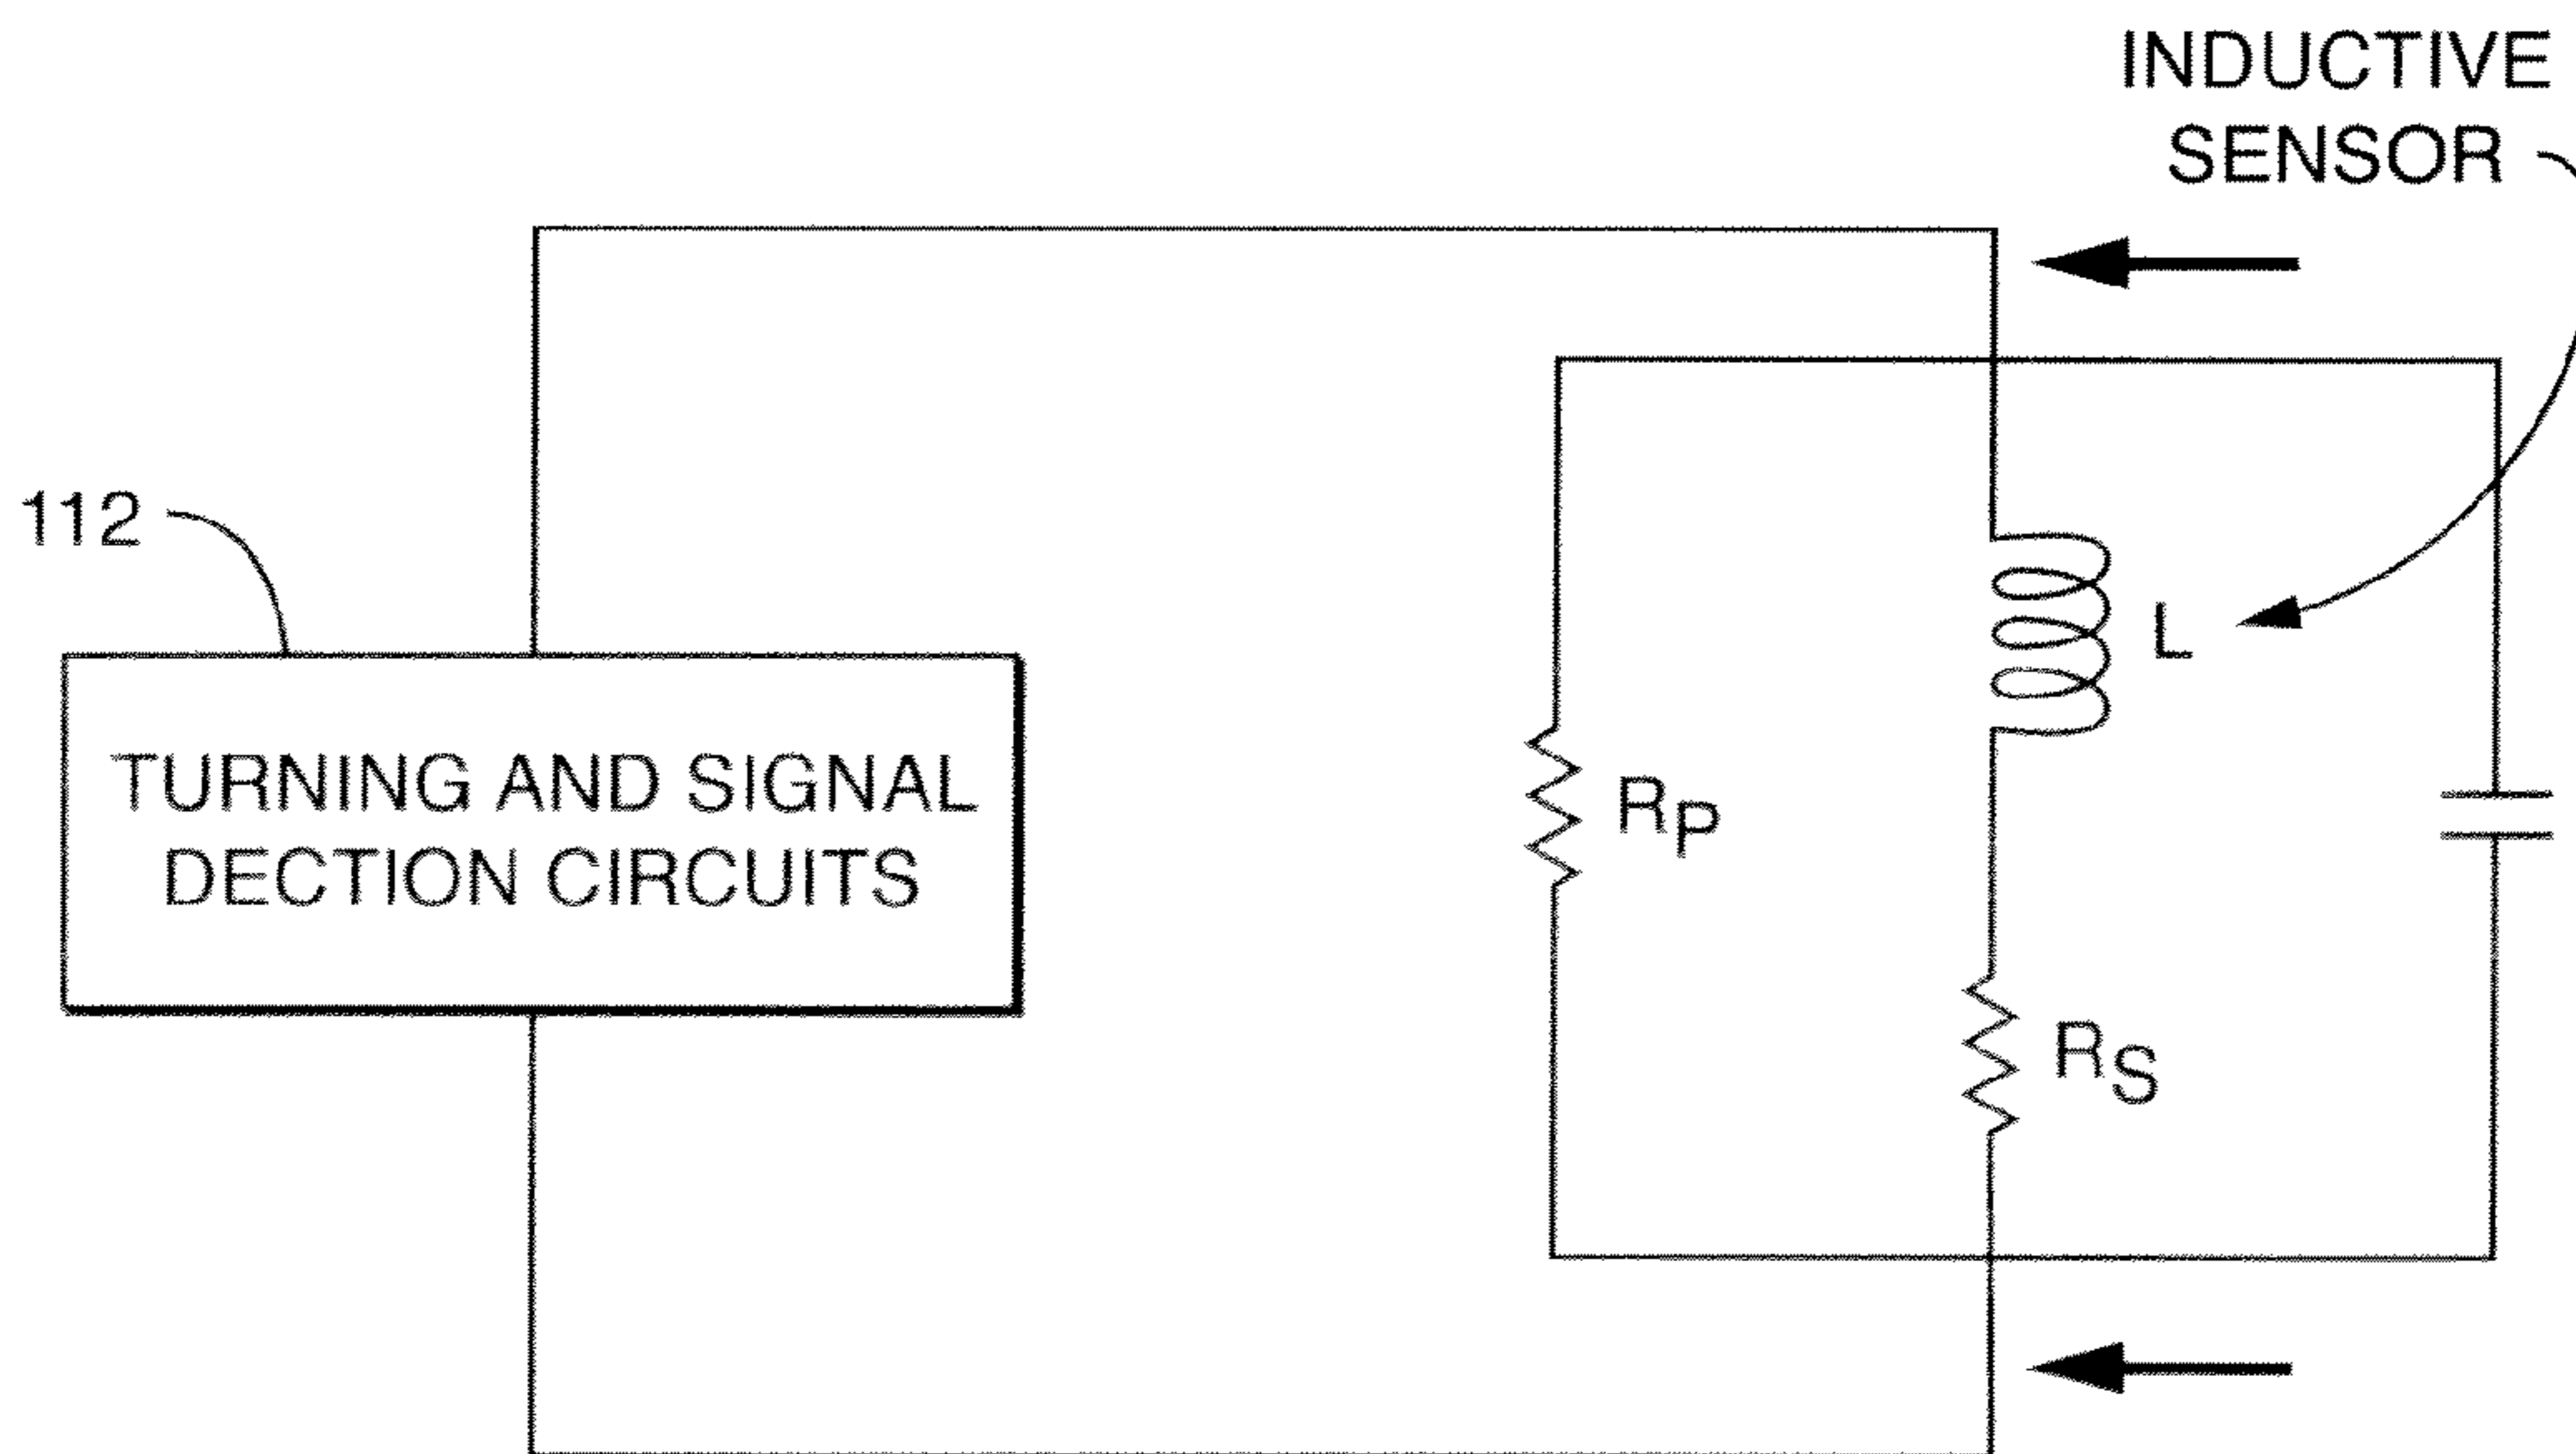 INDUCTIVE
SENSOR
112
L
TURNING AND SIGNAL
DECTION CIRCUITS
RP
RS